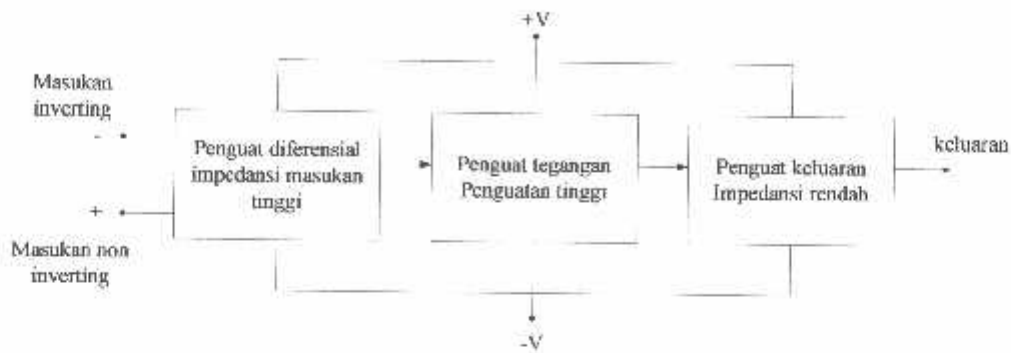 +V
Masukan
inverting
-
Penguat diferensial
impedansi masukan
tinggi
Penguat tegangan
Penguatan tinggi
Penguat keluaran
Impedansi rendah
keluaran
+
Masukan non
inverting
-V